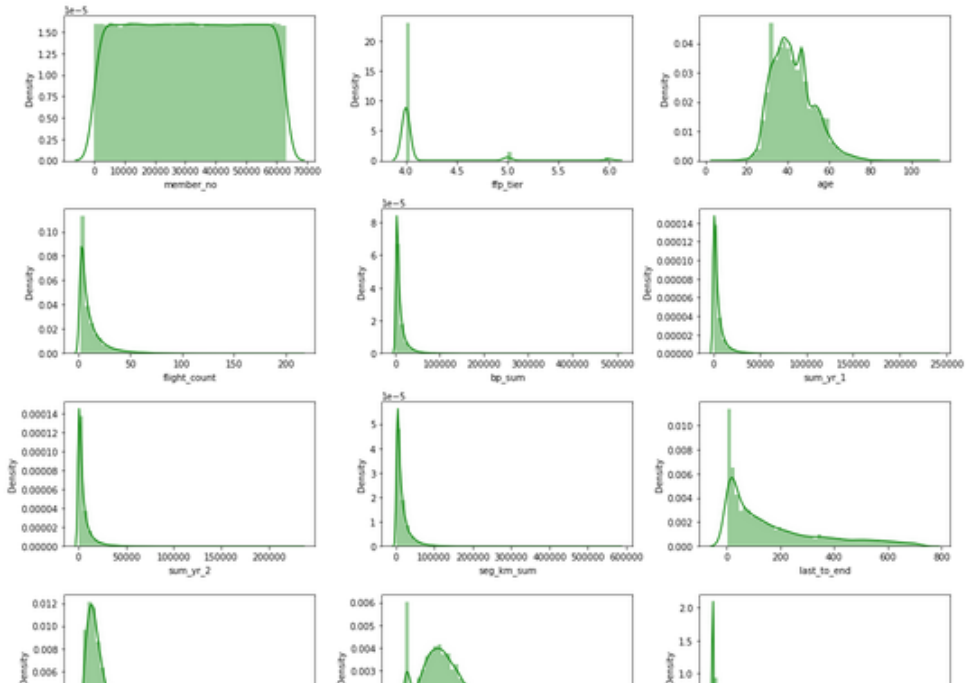 1e-5
1.50
1.25
1.00
0.75
0.50
0.25
0.00
Density
0 10000 20000 30000 40000 50000 60000 70000
member_no
20
15
10
5
0
Density
4.0 4.5 5.0 5.5 6.0
ffp_tier
0.04
0.03
0.02
0.01
0.00
Density
0 20 40 60 80 100
age
0.10
0.08
0.06
0.04
0.02
0.00
Density
0 50 100 150 200
flight_count
1e-5
8
6
4
2
0
Density
0 100000 200000 300000 400000 500000
bp_sum
0.00014
0.00012
0.00010
0.00008
0.00006
0.00004
0.00002
0.00000
Density
0 50000 100000 150000 200000 250000
sum_yr_1
0.00014
0.00012
0.00010
0.00008
0.00006
0.00004
0.00002
0.00000
Density
0 50000 100000 150000 200000
sum_yr_2
1e-5
5
4
3
2
1
0
Density
0 100000 200000 300000 400000 500000 600000
seg_km_sum
0.010
0.008
0.006
0.004
0.002
0.000
Density
0 200 400 600 800
last_to_end
0.012
0.010
0.008
0.006
Density
0.006
0.005
0.004
0.003
Density
2.0
1.5
1.0
Density